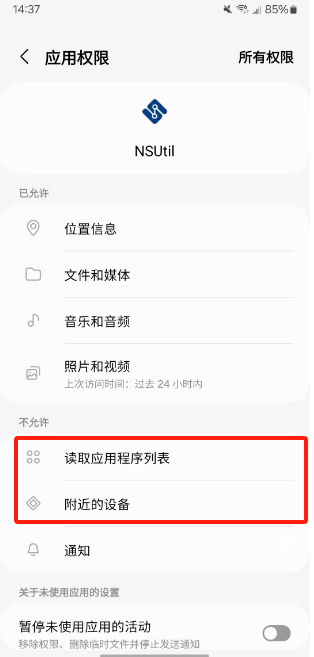 14:37
85%
应用权限
所有权限
NSUtil
已允许
位置信息
文件和媒体
音乐和音频
照片和视频
上次访问时间：过去 24 小时内
不允许
读取应用程序列表
附近的设备
通知
关于未使用应用的设置
暂停未使用应用的活动
移除权限、删除临时文件并停止发送通知